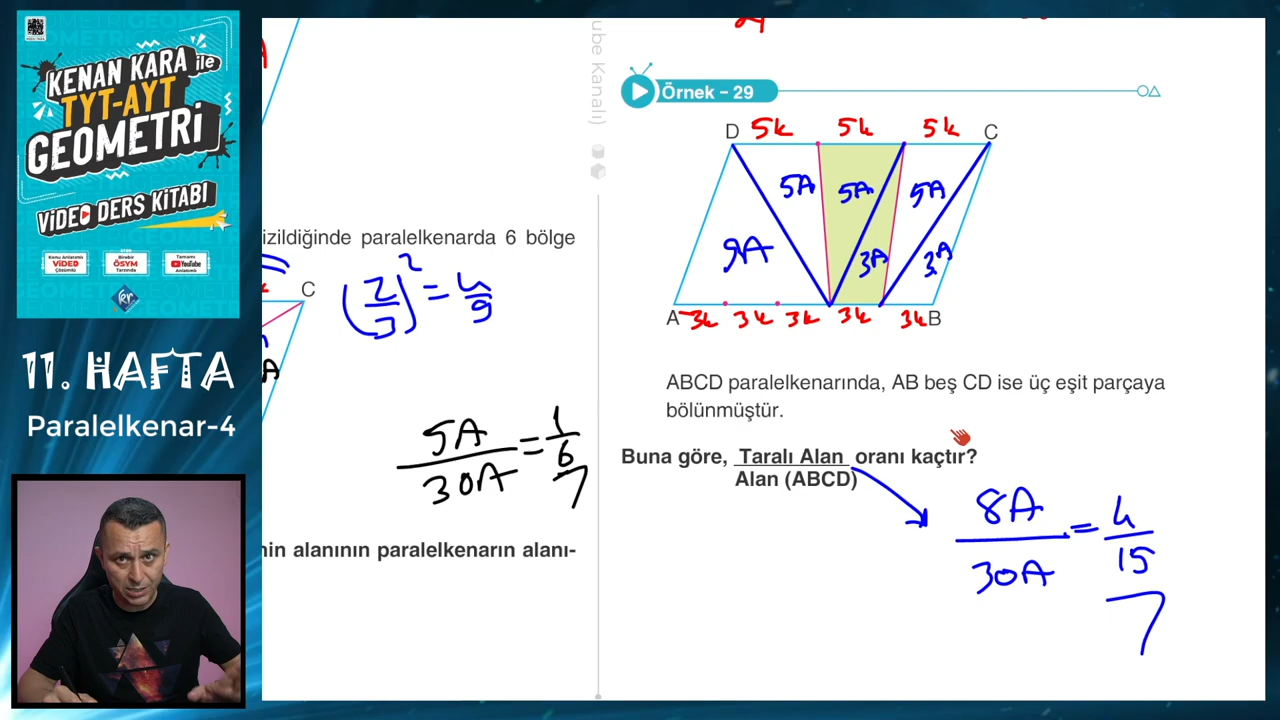 KENAN KARA ile
TYT-AYT
GEOMETRİ
VİDEO DERS KİTABI
11. HAFTA
Paralelkenar-4
ube Kanalı)
izildiğinde paralelkenarda 6 bölge
C
(2/3)² = 4/9
A
5A/30A = 1/6
nin alanının paralelkenarın alanı-
Örnek - 29
D 5k 5k 5k C
5A 5A 5A
9A 3A 3A
A 3k 3k 3k 3k 3k B
ABCD paralelkenarında, AB beş CD ise üç eşit parçaya
bölünmüştür.
Buna göre, Taralı Alan oranı kaçtır?
Alan (ABCD)
8A/30A = 4/15